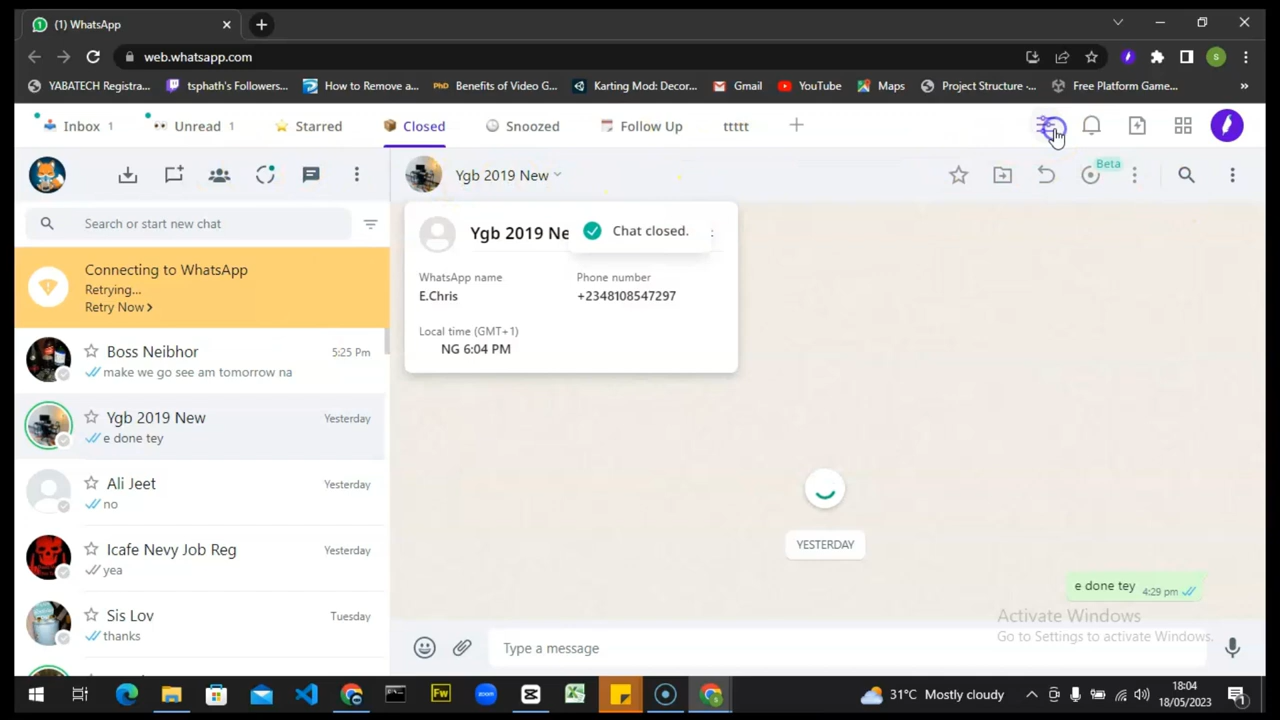 (1) WhatsApp
web.whatsapp.com
S
YABATECH Registra...
tsphath's Followers...
How to Remove a...
PhD Benefits of Video G...
Karting Mod: Decor...
Gmail
YouTube
Maps
Project Structure -...
Free Platform Game...
Inbox 1
Unread 1
Starred
Closed
Snoozed
Follow Up
ttttt
Ygb 2019 New
Beta
Search or start new chat
Ygb 2019 Ne
Chat closed.
Connecting to WhatsApp
Retrying...
Retry Now
WhatsApp name
Phone number
E.Chris
+2348108547297
Local time (GMT+1)
NG 6:04 PM
Boss Neibhor 5:25 Pm
make we go see am tomorrow na
Ygb 2019 New Yesterday
e done tey
Ali Jeet Yesterday
no
Icafe Nevy Job Reg Yesterday
yea
Sis Lov Tuesday
thanks
YESTERDAY
e done tey 4:29 pm
Activate Windows
Go to Settings to activate Windows.
Type a message
Fw
zoom
31°C Mostly cloudy
18:04
18/05/2023
1